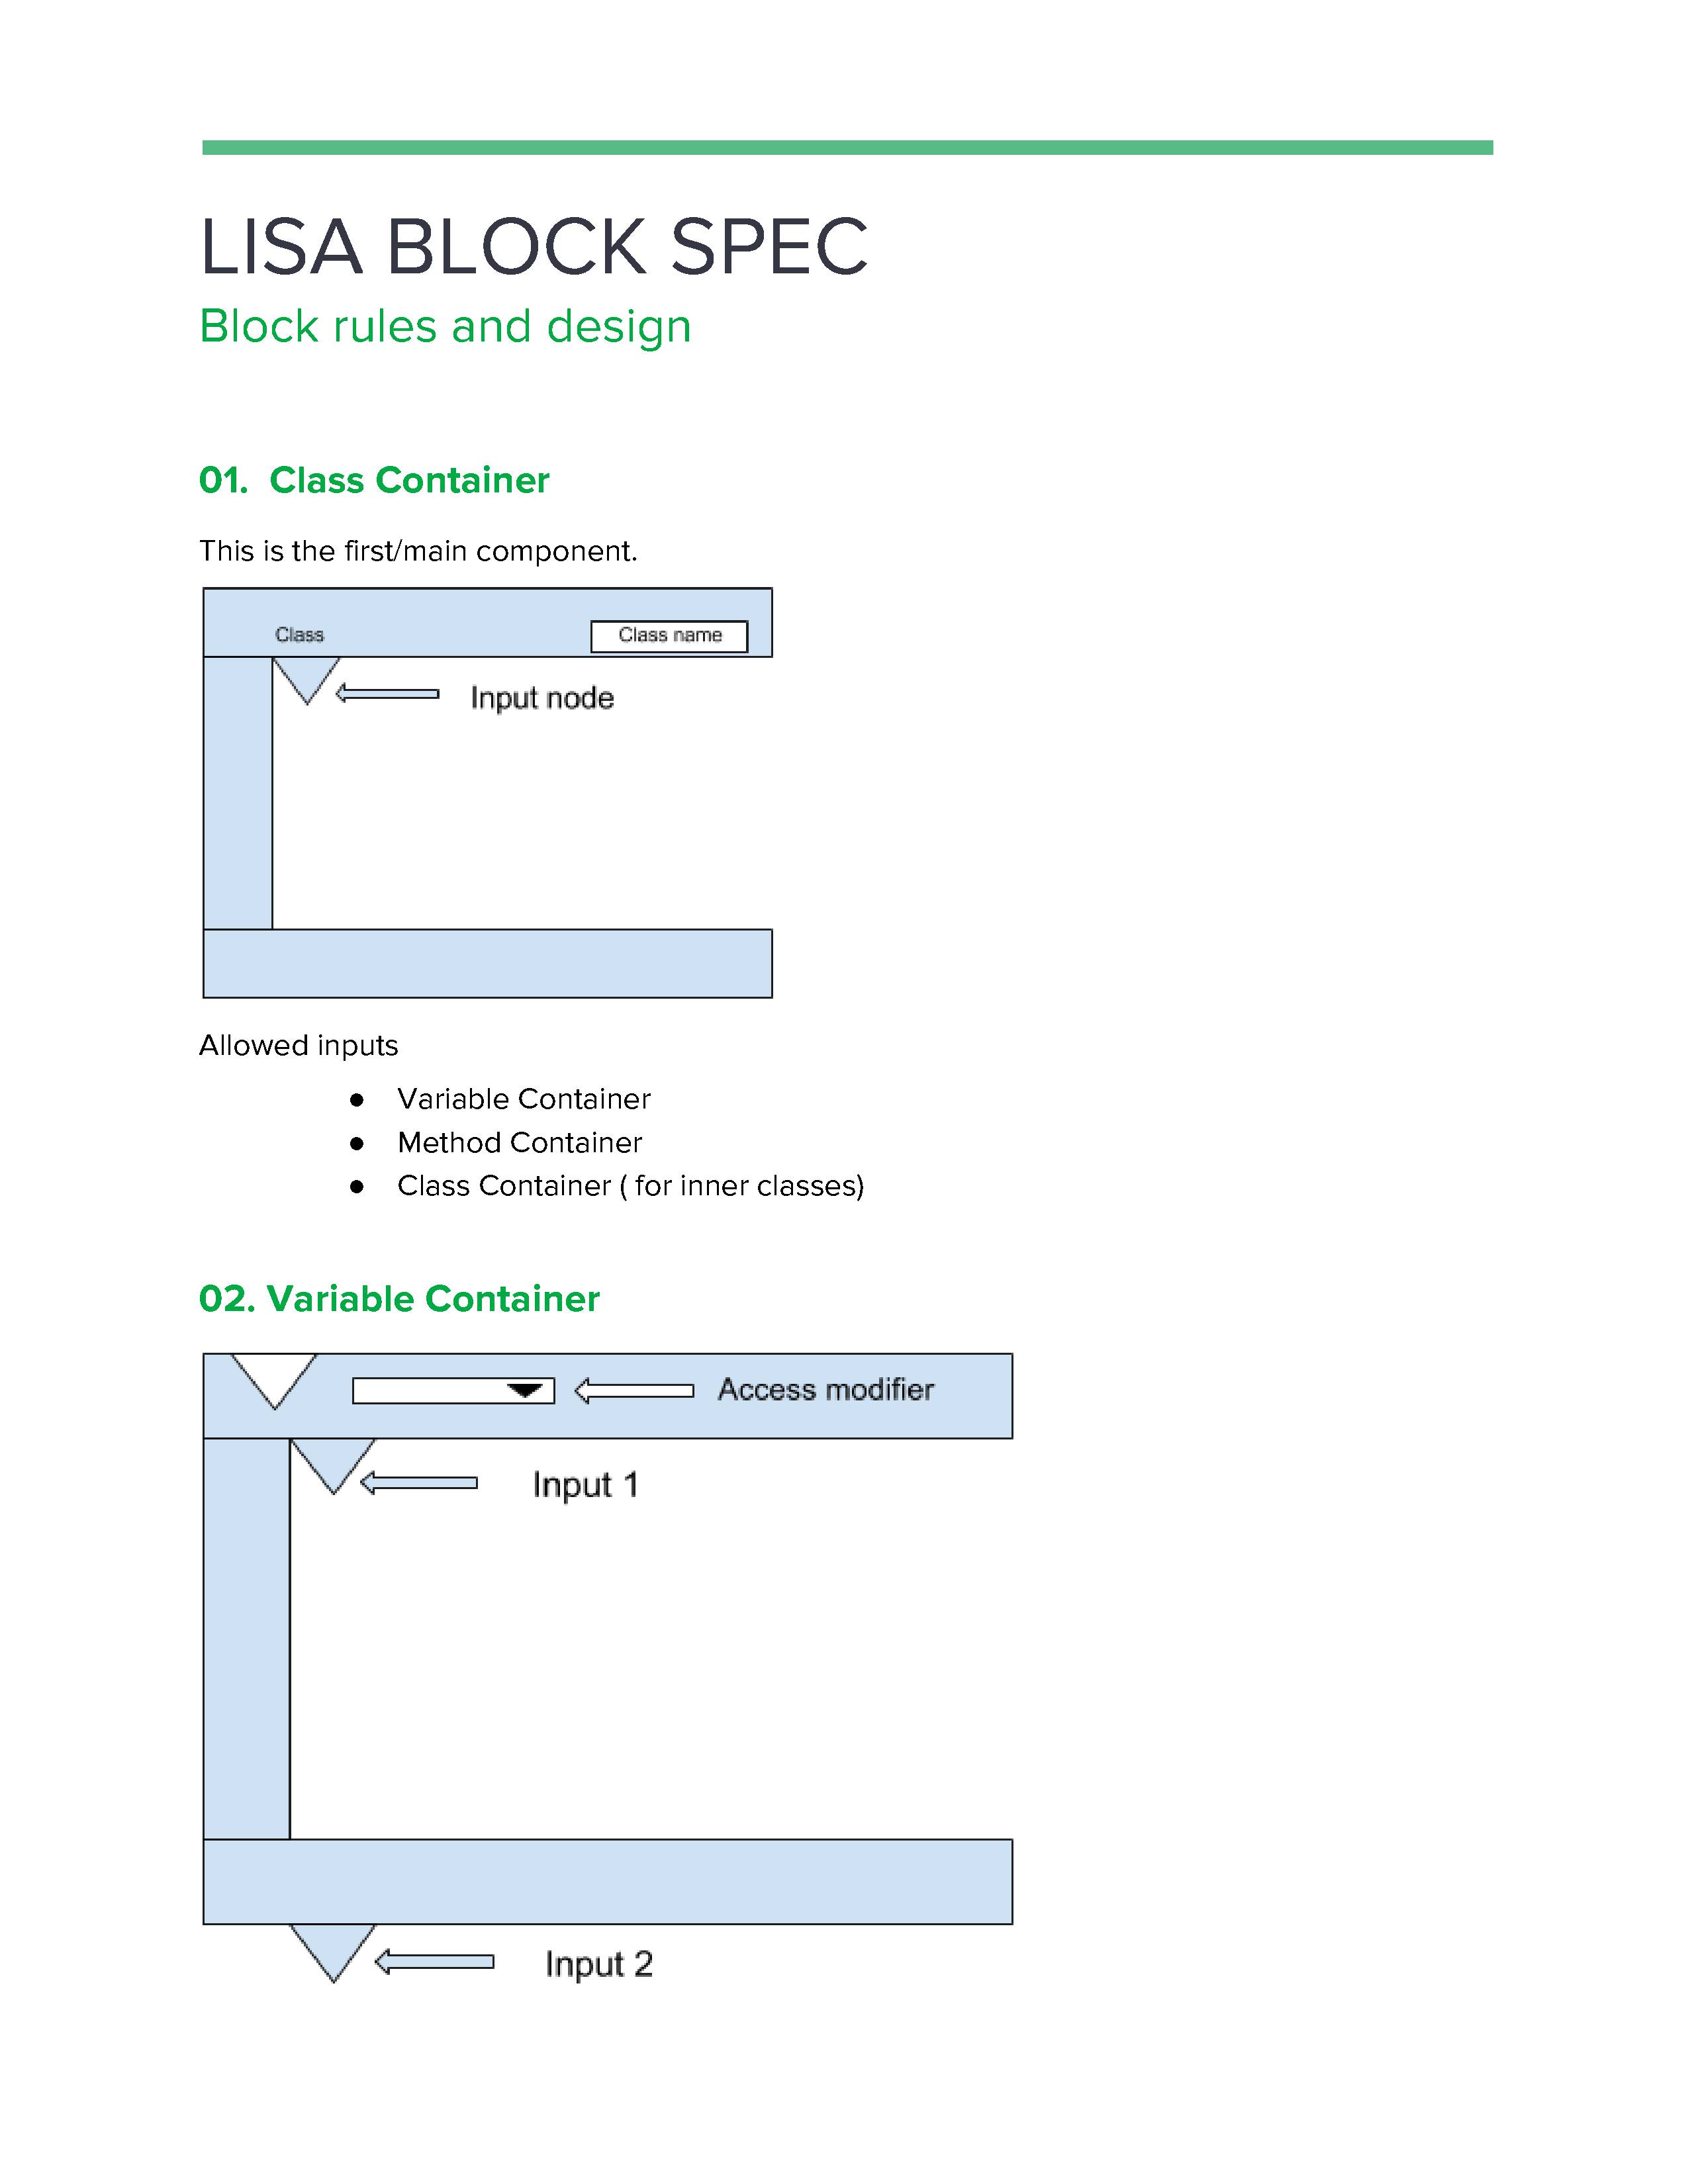 LISA BLOCK SPEC
Block rules and design
01. Class Container
This is the first/main component.
Class
Class name
Input node
Allowed inputs
● Variable Container
● Method Container
● Class Container ( for inner classes)
02. Variable Container
Access modifier
Input 1
Input 2